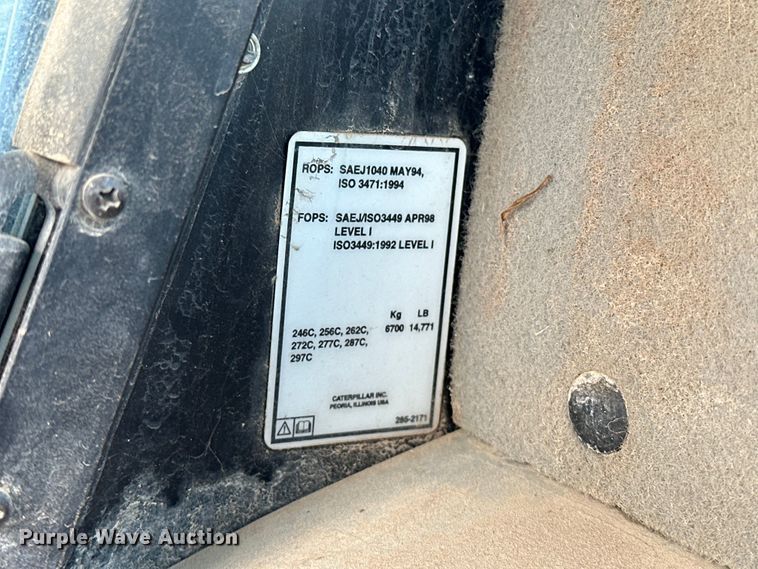 ROPS: SAEJ1040 MAY94,
ISO 3471:1994
FOPS: SAEJ/ISO3449 APR98
LEVEL I
ISO3449:1992 LEVEL I
Kg LB
246C, 256C, 262C, 6700 14,771
272C, 277C, 287C,
297C
CATERPILLAR INC.
PEORIA, ILLINOIS USA
285-2171
Purple Wave Auction®